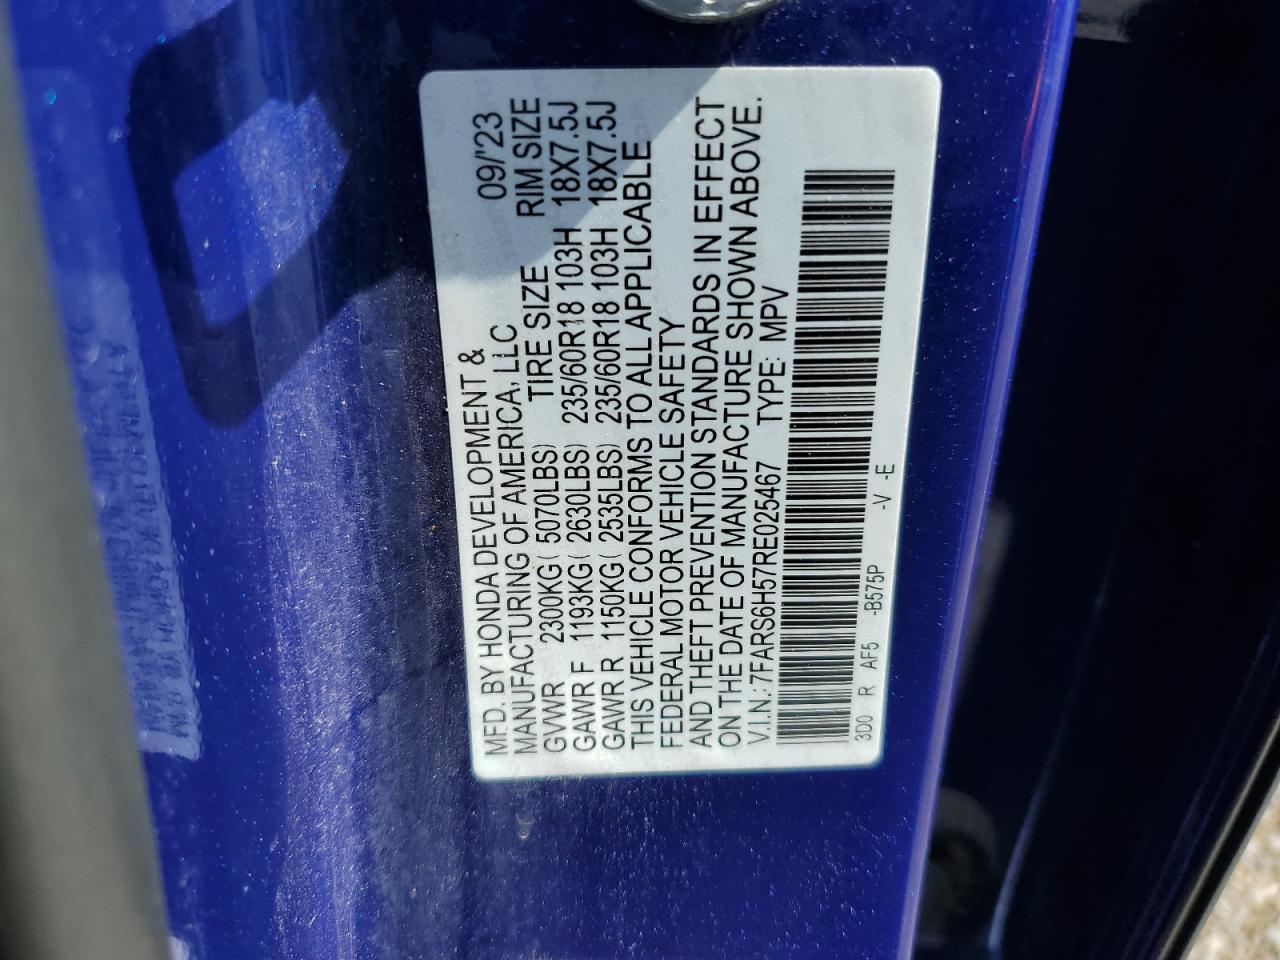 MFD. BY HONDA DEVELOPMENT & 09/'23
MANUFACTURING OF AMERICA, LLC
TIRE SIZE RIM SIZE
GVWR 2300KG( 5070LBS)
GAWR F 1193KG( 2630LBS) 235/60R18 103H 18X7.5J
GAWR R 1150KG( 2535LBS) 235/60R18 103H 18X7.5J
THIS VEHICLE CONFORMS TO ALL APPLICABLE
FEDERAL MOTOR VEHICLE SAFETY
AND THEFT PREVENTION STANDARDS IN EFFECT
ON THE DATE OF MANUFACTURE SHOWN ABOVE.
V.I.N.: 7FARS6H57RE025467 TYPE: MPV
3D0 R AF5 -B575P -V -E